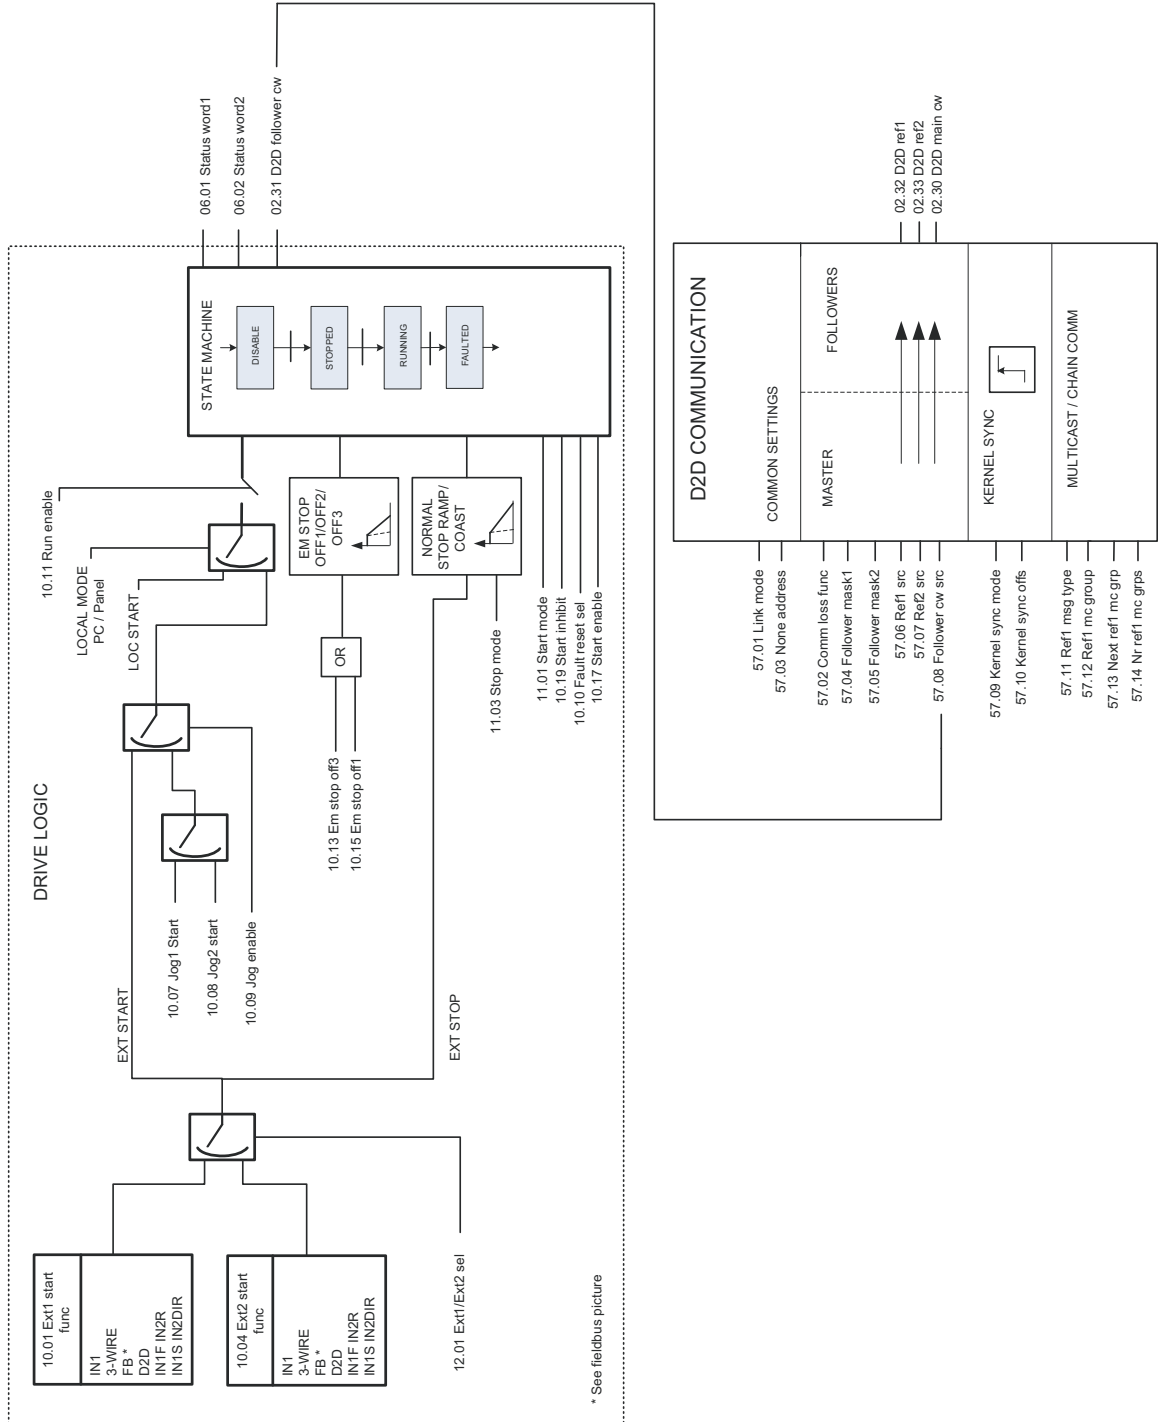 DRIVE LOGIC
10.01 Ext1 start
func
IN1
3-WIRE
FB *
D2D
IN1F IN2R
IN1S IN2DIR
10.04 Ext2 start
func
IN1
3-WIRE
FB *
D2D
IN1F IN2R
IN1S IN2DIR
12.01 Ext1/Ext2 sel
* See fieldbus picture
EXT START
EXT STOP
10.07 Jog1 Start
10.08 Jog2 start
10.09 Jog enable
LOC START
LOCAL MODE
PC / Panel
10.11 Run enable
10.13 Em stop off3
10.15 Em stop off1
OR
EM STOP
OFF1/OFF2/
OFF3
NORMAL
STOP RAMP/
COAST
11.03 Stop mode
11.01 Start mode
10.19 Start inhibit
10.10 Fault reset sel
10.17 Start enable
STATE MACHINE
DISABLE
STOPPED
RUNNING
FAULTED
06.01 Status word1
06.02 Status word2
02.31 D2D follower cw
D2D COMMUNICATION
COMMON SETTINGS
57.01 Link mode
57.03 None address
MASTER
FOLLOWERS
57.02 Comm loss func
57.04 Follower mask1
57.05 Follower mask2
57.06 Ref1 src
57.07 Ref2 src
57.08 Follower cw src
02.32 D2D ref1
02.33 D2D ref2
02.30 D2D main cw
KERNEL SYNC
57.09 Kernel sync mode
57.10 Kernel sync offs
MULTICAST / CHAIN COMM
57.11 Ref1 msg type
57.12 Ref1 mc group
57.13 Next ref1 mc grp
57.14 Nr ref1 mc grps